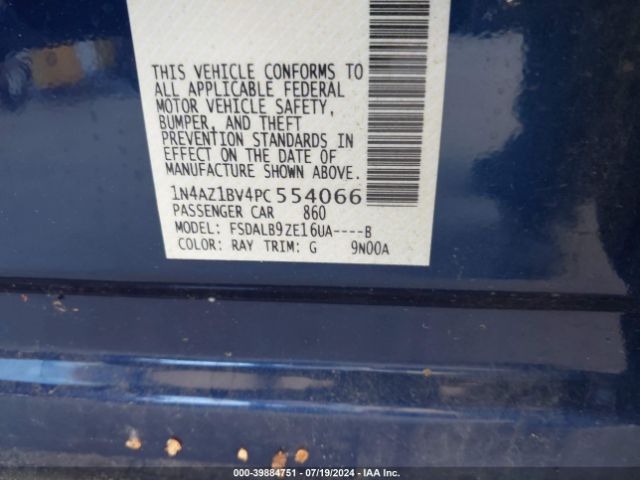 THIS VEHICLE CONFORMS TO
ALL APPLICABLE FEDERAL
MOTOR VEHICLE SAFETY,
BUMPER, AND THEFT
PREVENTION STANDARDS IN
EFFECT ON THE DATE OF
MANUFACTURE SHOWN ABOVE.
1N4AZ1BV4PC554066
PASSENGER CAR 860
MODEL: FSDALB9ZE16UA----B
COLOR: RAY TRIM: G 9N00A
000-39884751 — 07/19/2024 — IAA Inc.